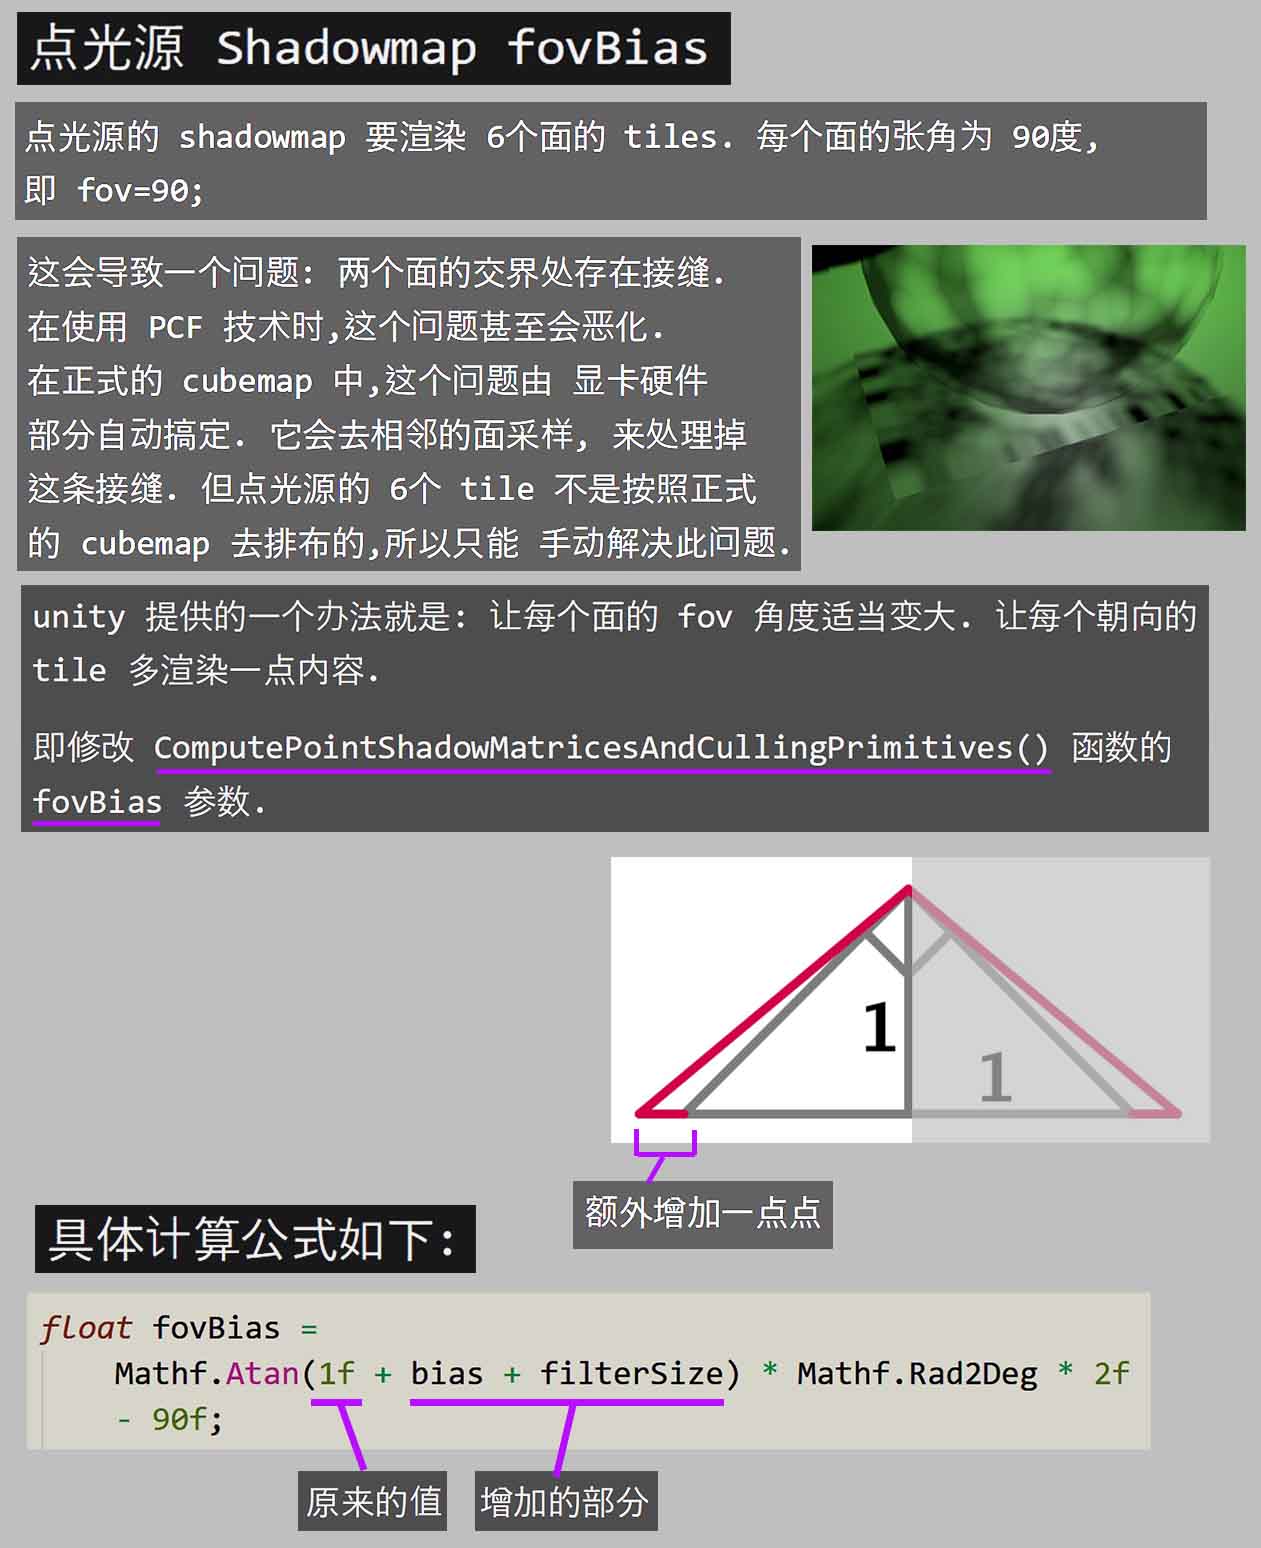 点光源 Shadowmap fovBias
点光源的 shadowmap 要渲染 6个面的 tiles. 每个面的张角为 90度,
即 fov=90;
这会导致一个问题: 两个面的交界处存在接缝.
在使用 PCF 技术时,这个问题甚至会恶化.
在正式的 cubemap 中,这个问题由 显卡硬件
部分自动搞定. 它会去相邻的面采样, 来处理掉
这条接缝. 但点光源的 6个 tile 不是按照正式
的 cubemap 去排布的,所以只能 手动解决此问题.
unity 提供的一个办法就是: 让每个面的 fov 角度适当变大. 让每个朝向的
tile 多渲染一点内容.
即修改 ComputePointShadowMatricesAndCullingPrimitives() 函数的
fovBias 参数.
1
1
额外增加一点点
具体计算公式如下:
float fovBias =
Mathf.Atan(1f + bias + filterSize) * Mathf.Rad2Deg * 2f
- 90f;
原来的值
增加的部分